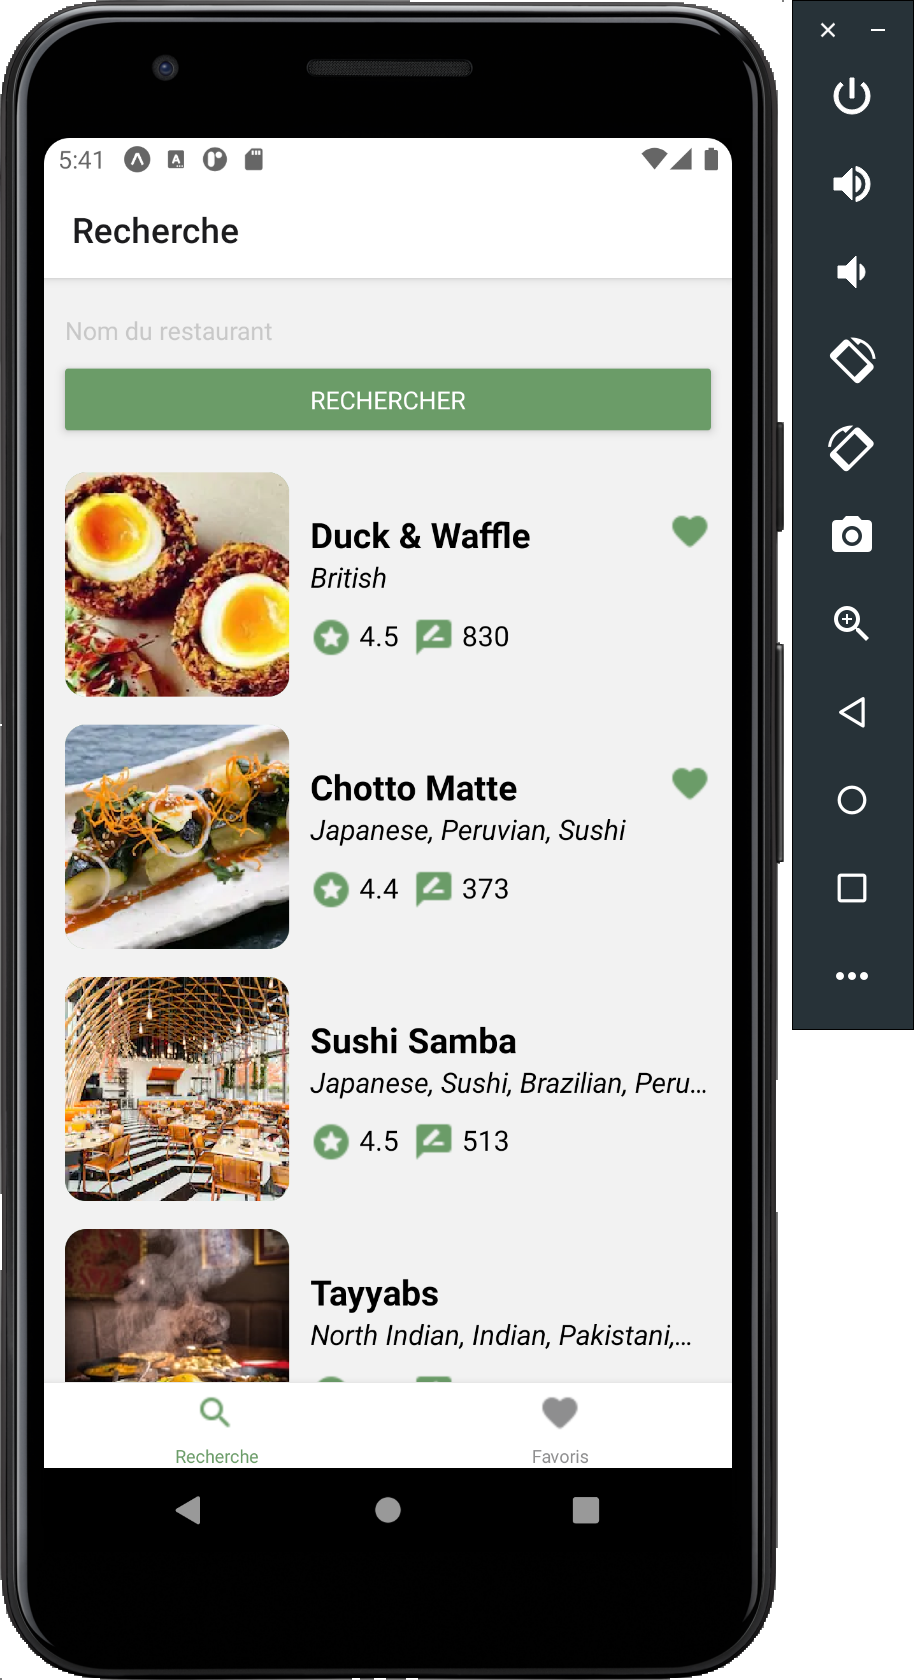 5:41
Recherche
Nom du restaurant
RECHERCHER
Duck & Waffle
British
4.5 830
Chotto Matte
Japanese, Peruvian, Sushi
4.4 373
Sushi Samba
Japanese, Sushi, Brazilian, Peru...
4.5 513
Tayyabs
North Indian, Indian, Pakistani,...
Recherche Favoris